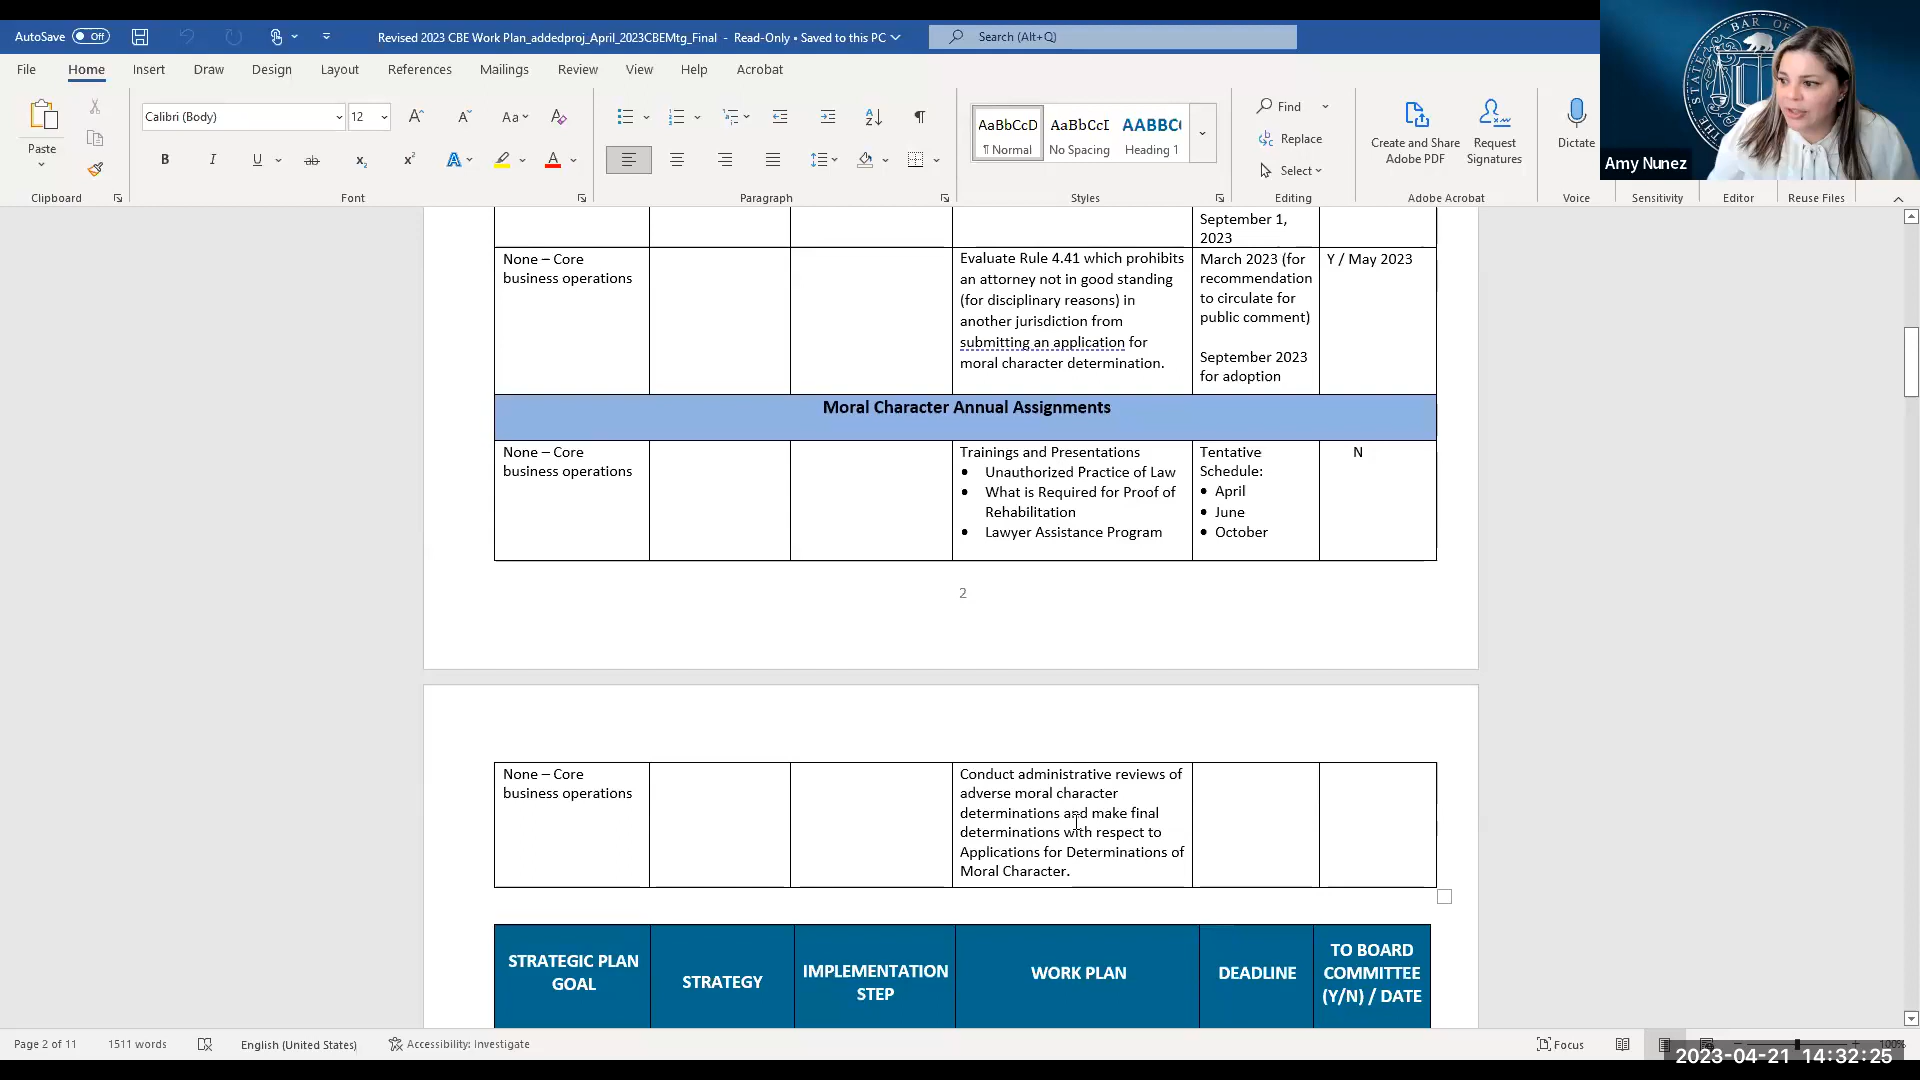 AutoSave Off
Revised 2023 CBE Work Plan_addedproj_April_2023CBEMtg_Final - Read-Only • Saved to this PC
Search (Alt+Q)
THE STATE BAR OF
Amy Nunez
File Home Insert Draw Design Layout References Mailings Review View Help Acrobat
Paste
Calibri (Body) 12
AaBbCcD AaBbCcI AABBC
¶ Normal No Spacing Heading 1
Find
Replace
Select
Create and Share
Adobe PDF
Request
Signatures
Dictate
Clipboard Font Paragraph Styles Editing Adobe Acrobat Voice Sensitivity Editor Reuse Files
September 1,
2023
None – Core
business operations
Evaluate Rule 4.41 which prohibits
an attorney not in good standing
(for disciplinary reasons) in
another jurisdiction from
submitting an application for
moral character determination.
March 2023 (for
recommendation
to circulate for
public comment)
September 2023
for adoption
Y / May 2023
Moral Character Annual Assignments
None – Core
business operations
Trainings and Presentations
• Unauthorized Practice of Law
• What is Required for Proof of
Rehabilitation
• Lawyer Assistance Program
Tentative
Schedule:
• April
• June
• October
N
2
None – Core
business operations
Conduct administrative reviews of
adverse moral character
determinations and make final
determinations with respect to
Applications for Determinations of
Moral Character.
STRATEGIC PLAN
GOAL
STRATEGY
IMPLEMENTATION
STEP
WORK PLAN
DEADLINE
TO BOARD
COMMITTEE
(Y/N) / DATE
Page 2 of 11 1511 words English (United States) Accessibility: Investigate Focus 100%
2023-04-21 14:32:25